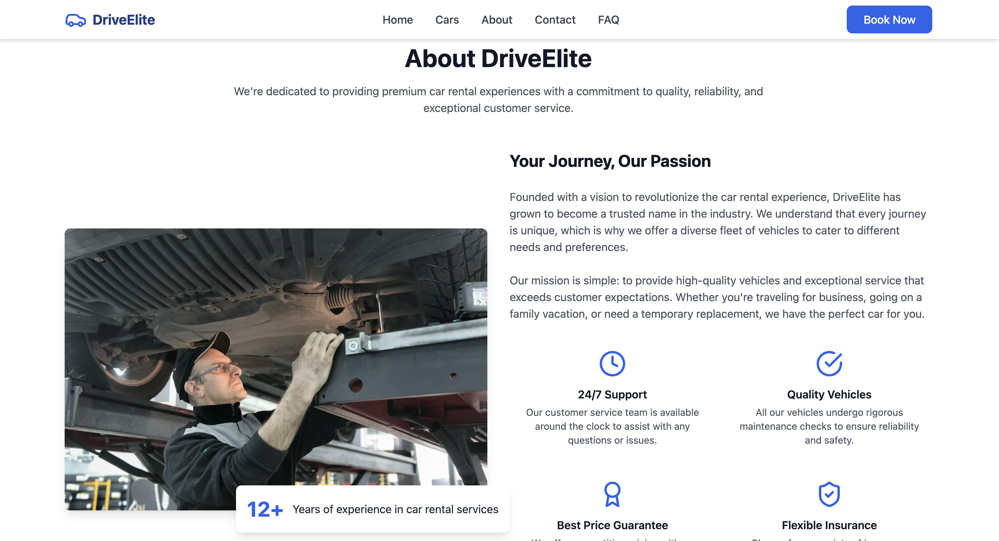 DriveElite
Home
Cars
About
Contact
FAQ
Book Now
About DriveElite
We're dedicated to providing premium car rental experiences with a commitment to quality, reliability, and
exceptional customer service.
Your Journey, Our Passion
Founded with a vision to revolutionize the car rental experience, DriveElite has
grown to become a trusted name in the industry. We understand that every journey
is unique, which is why we offer a diverse fleet of vehicles to cater to different
needs and preferences.
Our mission is simple: to provide high-quality vehicles and exceptional service that
exceeds customer expectations. Whether you're traveling for business, going on a
family vacation, or need a temporary replacement, we have the perfect car for you.
24/7 Support
Our customer service team is available
around the clock to assist with any
questions or issues.
Quality Vehicles
All our vehicles undergo rigorous
maintenance checks to ensure reliability
and safety.
12+
Years of experience in car rental services
Best Price Guarantee
Flexible Insurance